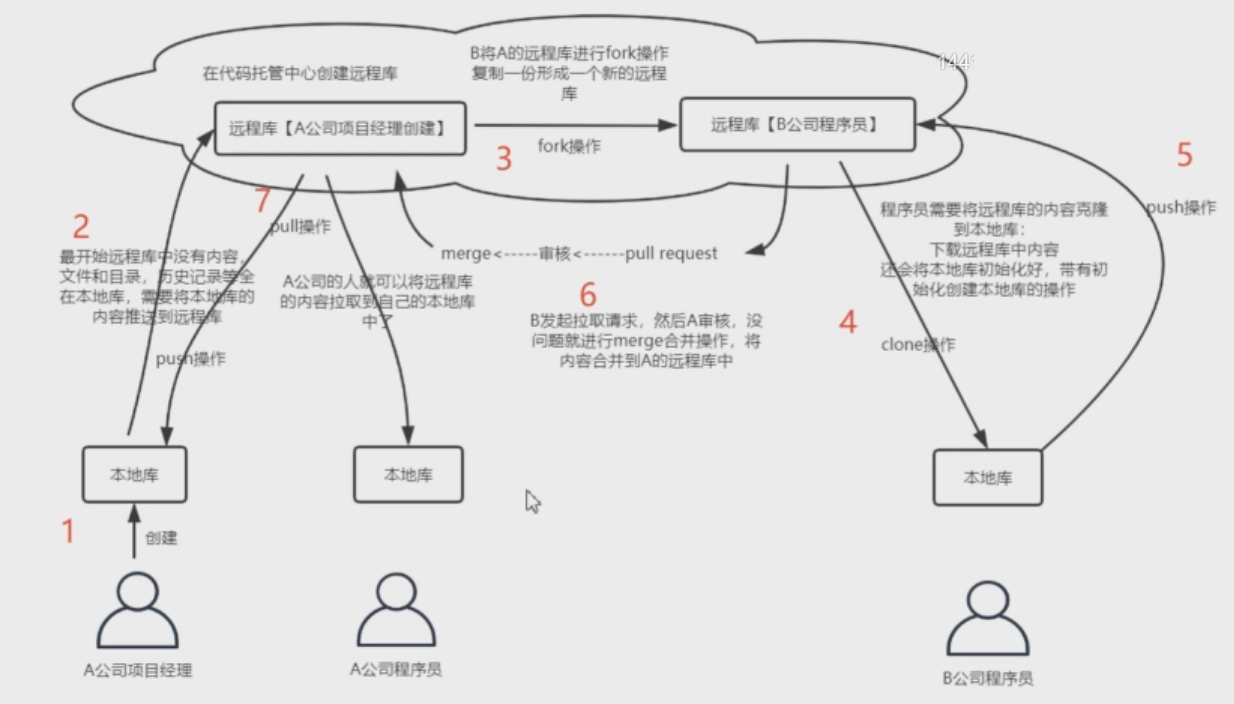 144
在代码托管中心创建远程库
B将A的远程库进行fork操作
复制一份形成一个新的远程
库
远程库【A公司项目经理创建】
远程库【B公司程序员】
fork操作
3
5
7
pull操作
2
最开始远程库中没有内容，
文件和目录，历史记录等全
在本地库，需要将本地库的
内容推送到远程库
push操作
A公司的人就可以将远程库
的内容拉取到自己的本地库
中了
merge<-----审核<------pull request
6
B发起拉取请求，然后A审核，没
问题就进行merge合并操作，将
内容合并到A的远程库中
程序员需要将远程库的内容克隆
到本地库：
下载远程库中内容
还会将本地库初始化好，带有初
始化创建本地库的操作
push操作
4
clone操作
本地库
本地库
本地库
1
创建
A公司项目经理
A公司程序员
B公司程序员